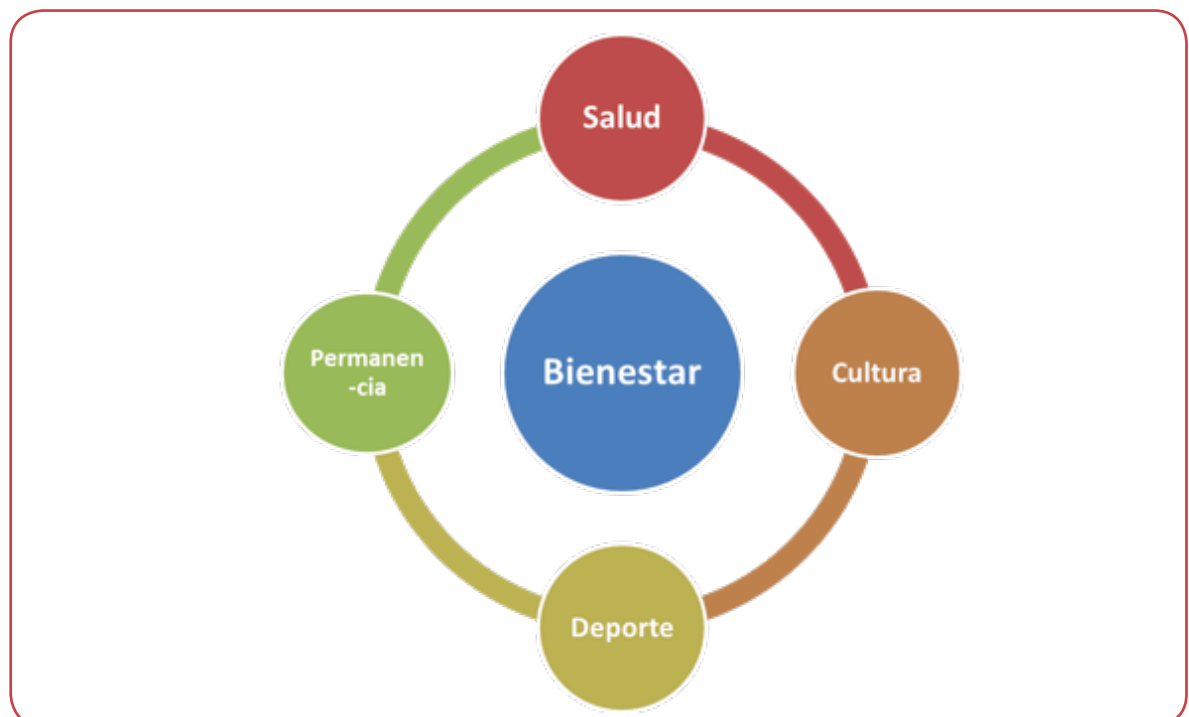 Salud
Permanen
-cia
Bienestar
Cultura
Deporte